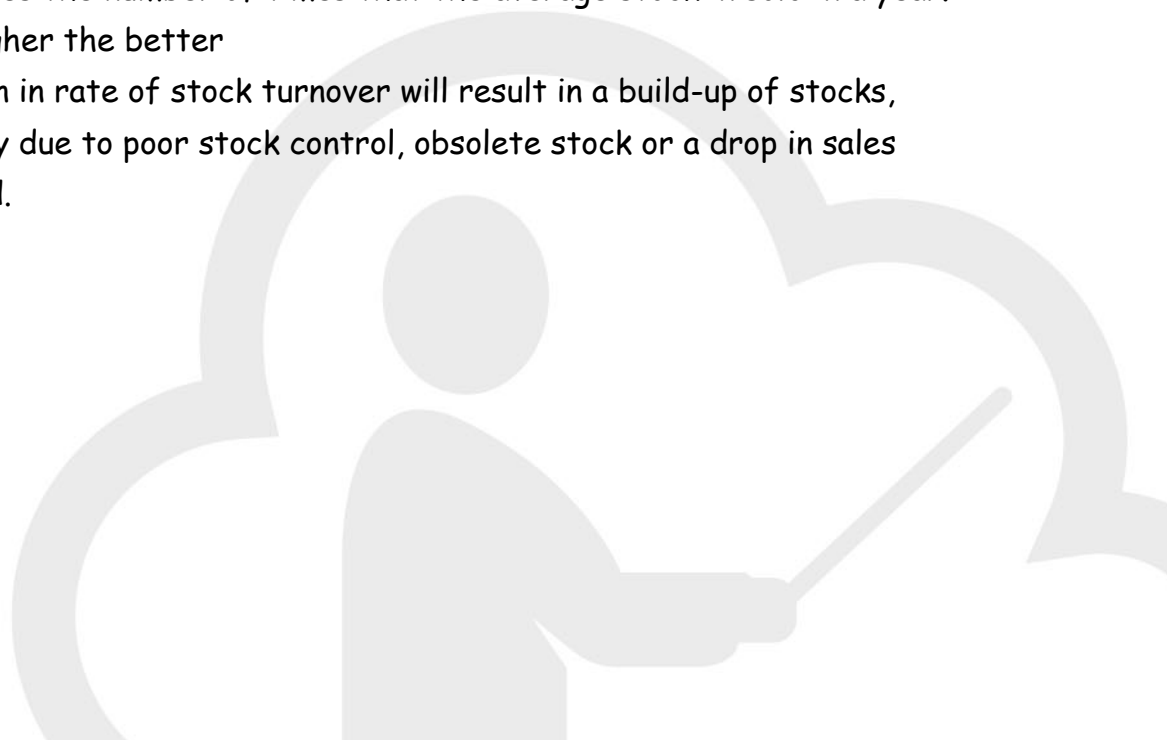 the number of times that the average stock is sold in a year.
her the better
in rate of stock turnover will result in a build-up of stocks,
y due to poor stock control, obsolete stock or a drop in sales